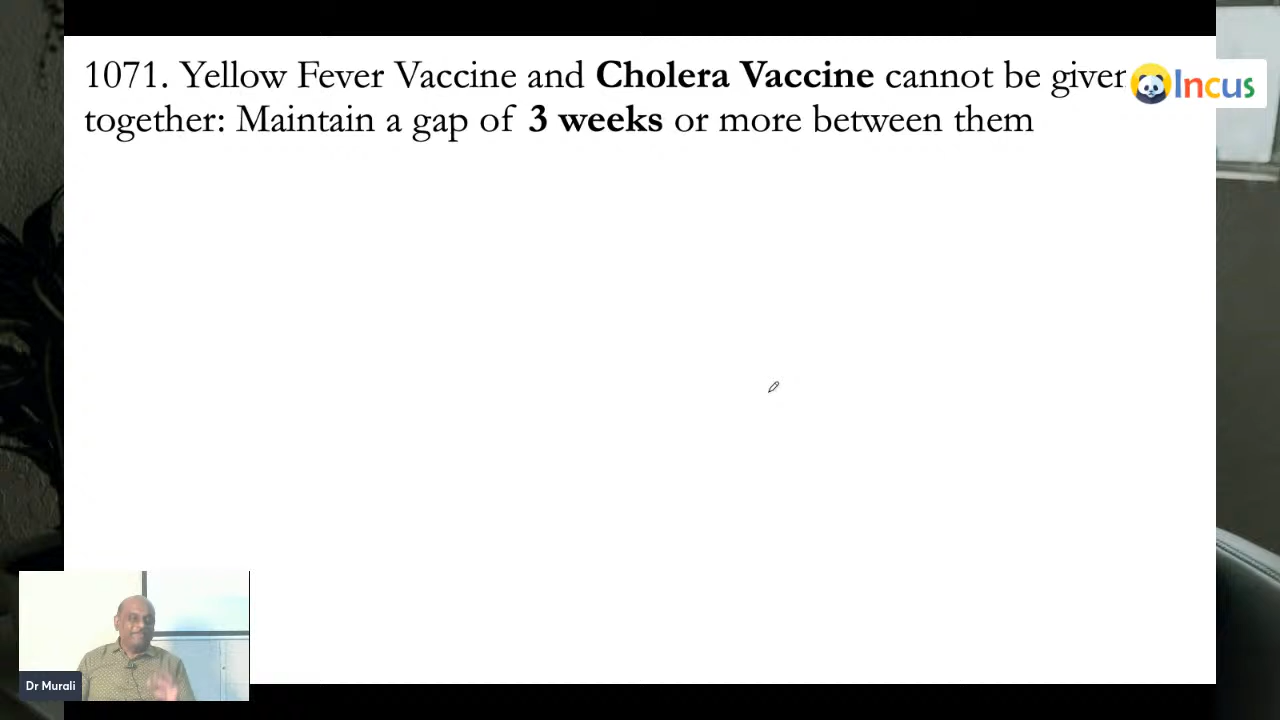 1071. Yellow Fever Vaccine and Cholera Vaccine cannot be given
together: Maintain a gap of 3 weeks or more between them
Incus
Dr Murali